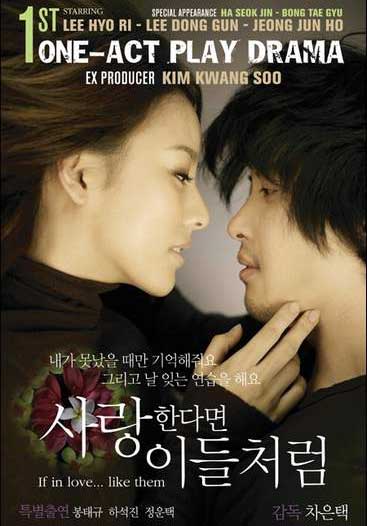 1ST STARRING SPECIAL APPEARANCE HA SEOK JIN - BONG TAE GYU
LEE HYO RI - LEE DONG GUN - JEONG JUN HO
ONE-ACT PLAY DRAMA
EX PRODUCER KIM KWANG SOO
내가 못났을 때만 기억해줘요
그리고 날 잊는 연습을 해요
사랑한다면
이들처럼
If in love... like them
특별출연 봉태규 하석진 정운택
감독 차은택